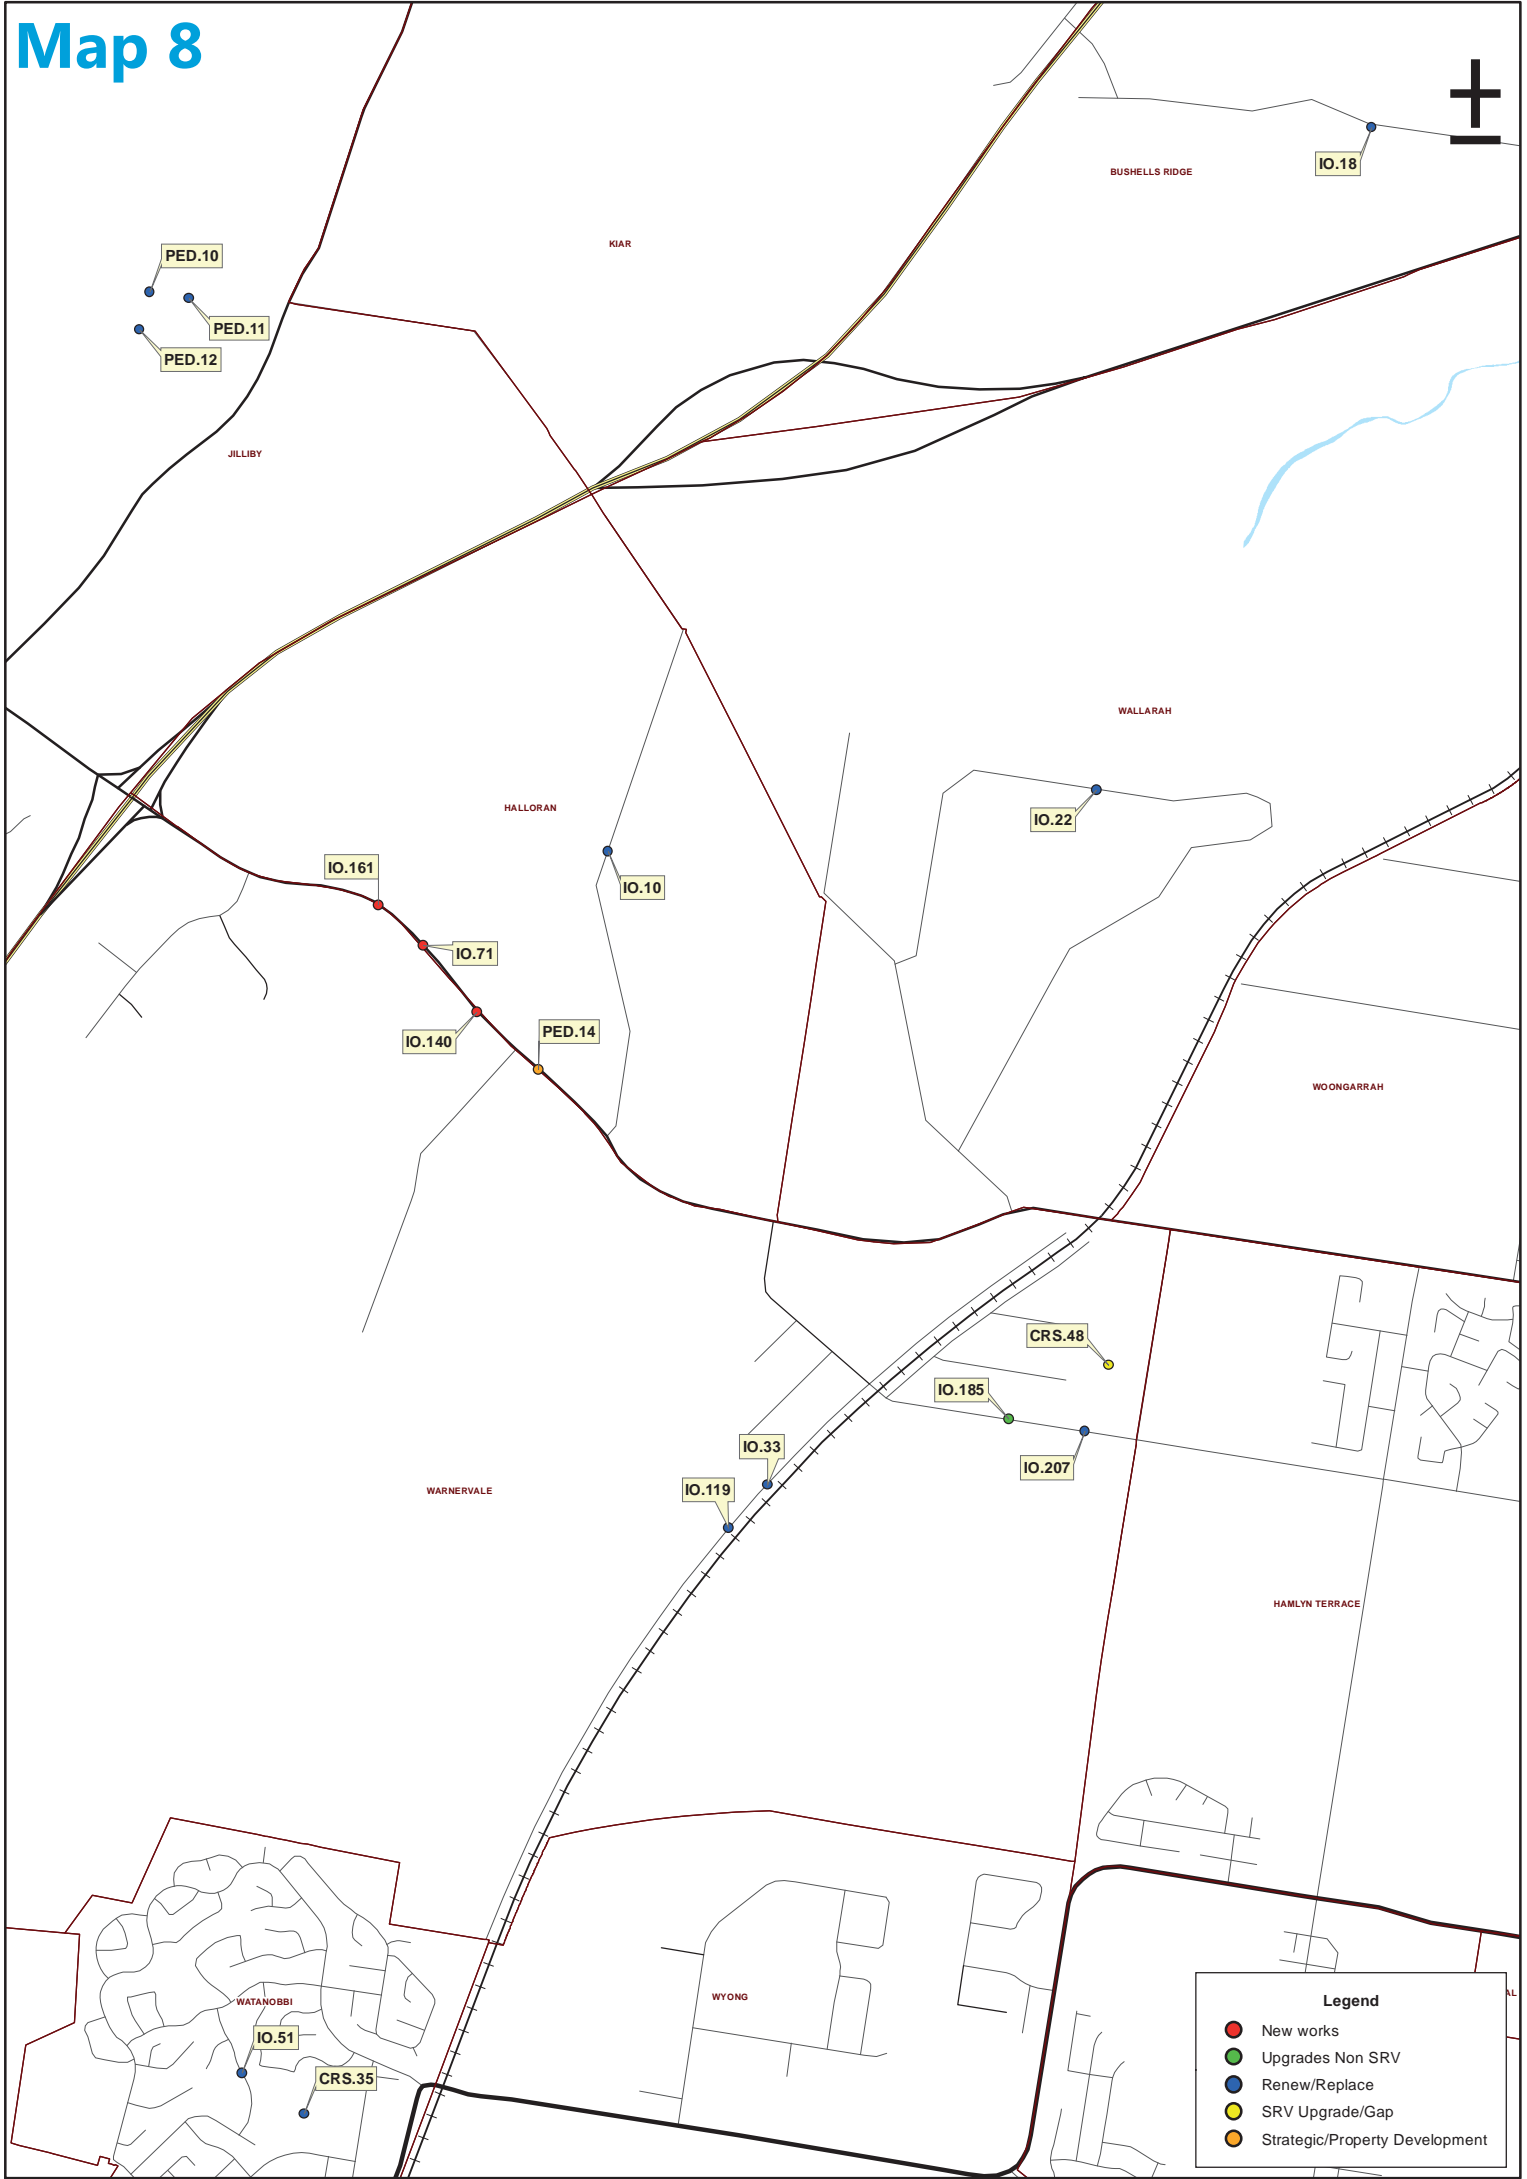 Map 8
IO.18
BUSHELLS RIDGE
KIAR
PED.10
PED.11
PED.12
JILLIBY
WALLARAH
HALLORAN
IO.22
IO.161
IO.10
IO.71
PED.14
IO.140
WOONGARRAH
CRS.48
IO.185
IO.33
IO.207
IO.119
WARNERVALE
HAMLYN TERRACE
WYONG
WATANOBBI
IO.51
CRS.35
AL
Legend
New works
Upgrades Non SRV
Renew/Replace
SRV Upgrade/Gap
Strategic/Property Development